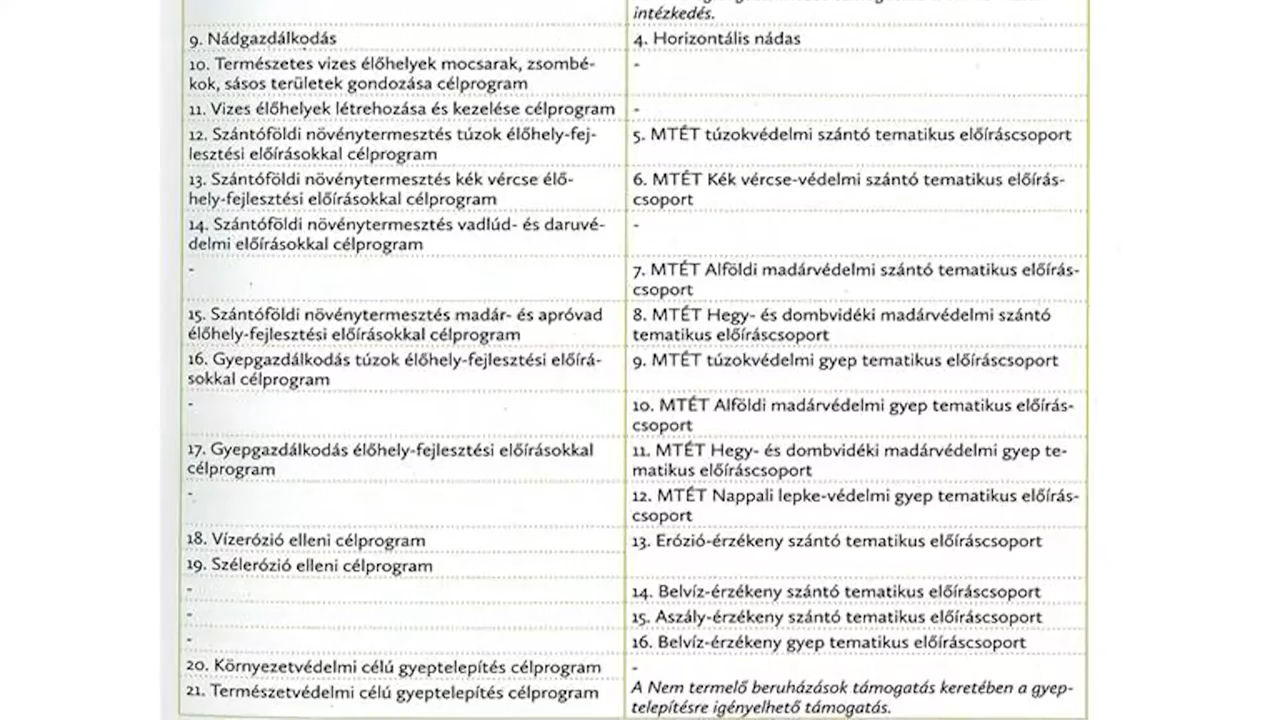 intézkedés.
9. Nádgazdálkodás
4. Horizontális nádas
10. Természetes vizes élőhelyek mocsarak, zsombé-
kok, sásos területek gondozása célprogram
-
11. Vizes élőhelyek létrehozása és kezelése célprogram
-
12. Szántóföldi növénytermesztés túzok élőhely-fej-
lesztési előírásokkal célprogram
5. MTÉT túzokvédelmi szántó tematikus előíráscsoport
13. Szántóföldi növénytermesztés kék vércse élő-
hely-fejlesztési előírásokkal célprogram
6. MTÉT Kék vércse-védelmi szántó tematikus előírás-
csoport
14. Szántóföldi növénytermesztés vadlúd- és daruvé-
delmi előírásokkal célprogram
-
-
7. MTÉT Alföldi madárvédelmi szántó tematikus előírás-
csoport
15. Szántóföldi növénytermesztés madár- és apróvad
élőhely-fejlesztési előírásokkal célprogram
8. MTÉT Hegy- és dombvidéki madárvédelmi szántó
tematikus előíráscsoport
16. Gyepgazdálkodás túzok élőhely-fejlesztési előírá-
sokkal célprogram
9. MTÉT túzokvédelmi gyep tematikus előíráscsoport
-
10. MTÉT Alföldi madárvédelmi gyep tematikus előírás-
csoport
17. Gyepgazdálkodás élőhely-fejlesztési előírásokkal
célprogram
11. MTÉT Hegy- és dombvidéki madárvédelmi gyep te-
matikus előíráscsoport
-
12. MTÉT Nappali lepke-védelmi gyep tematikus előírás-
csoport
18. Vízerózió elleni célprogram
13. Erózió-érzékeny szántó tematikus előíráscsoport
19. Szélerózió elleni célprogram
-
14. Belvíz-érzékeny szántó tematikus előíráscsoport
-
15. Aszály-érzékeny szántó tematikus előíráscsoport
-
16. Belvíz-érzékeny gyep tematikus előíráscsoport
20. Környezetvédelmi célú gyeptelepítés célprogram
-
21. Természetvédelmi célú gyeptelepítés célprogram
A Nem termelő beruházások támogatás keretében a gyep-
telepítésre igényelhető támogatás.